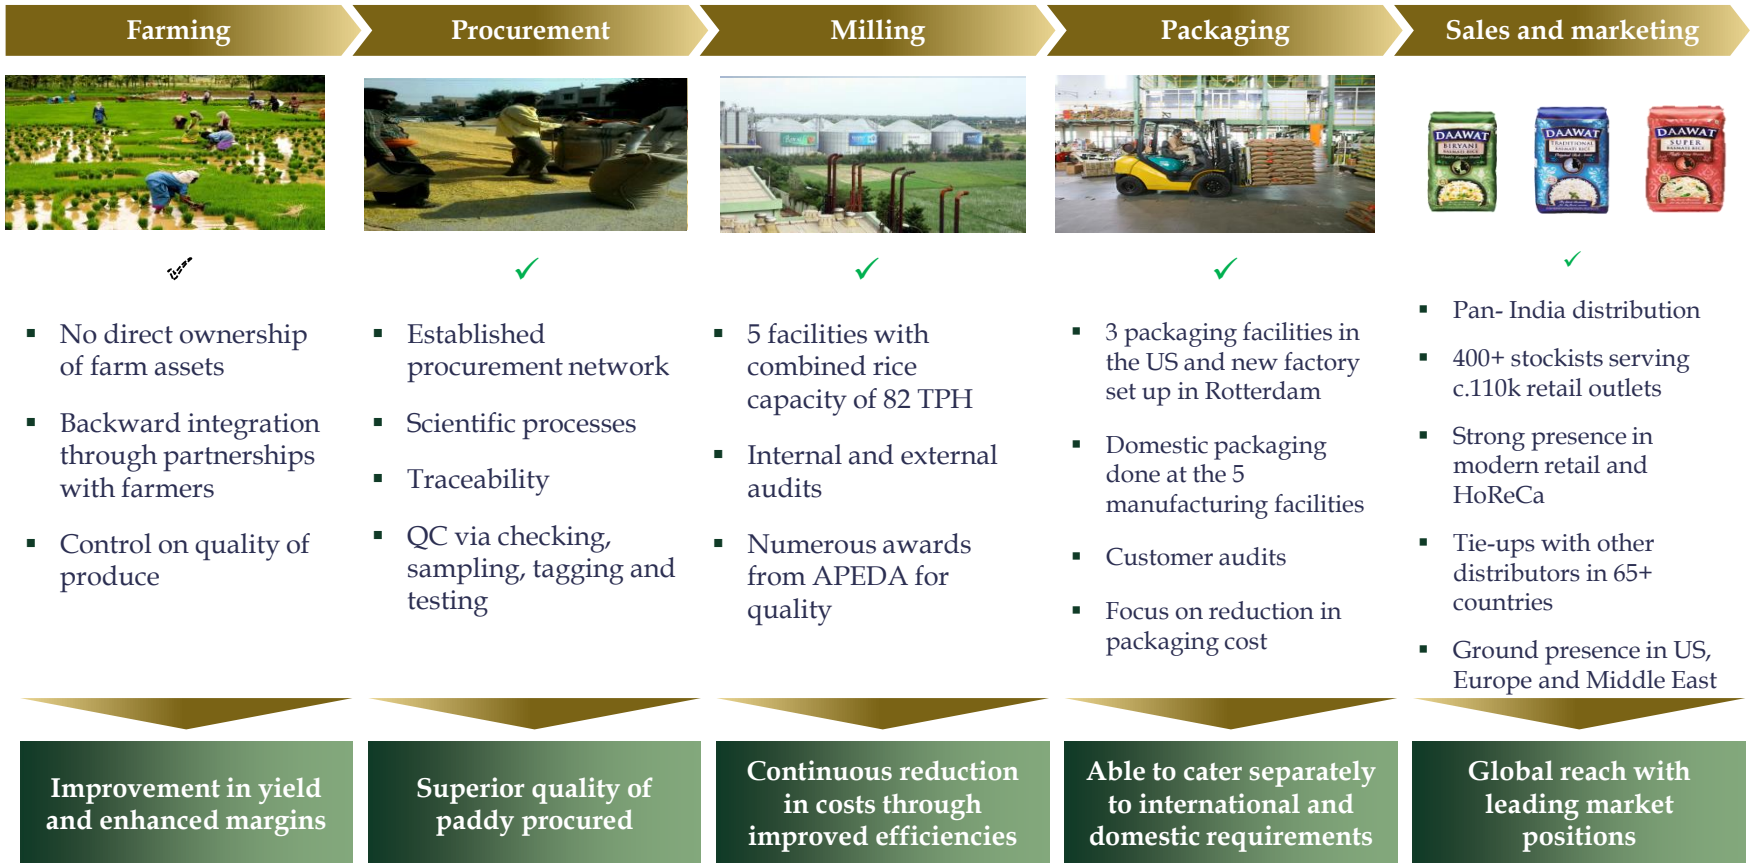 Farming
Procurement
Milling
Packaging
Sales and marketing
DAAWAT
BIRYANI
BASMATI RICE
DAAWAT
TRADITIONAL
BASMATI RICE
DAAWAT
SUPER
BASMATI RICE
▪ No direct ownership
of farm assets
▪ Backward integration
through partnerships
with farmers
▪ Control on quality of
produce
▪ Established
procurement network
▪ Scientific processes
▪ Traceability
▪ QC via checking,
sampling, tagging and
testing
▪ 5 facilities with
combined rice
capacity of 82 TPH
▪ Internal and external
audits
▪ Numerous awards
from APEDA for
quality
▪ 3 packaging facilities in
the US and new factory
set up in Rotterdam
▪ Domestic packaging
done at the 5
manufacturing facilities
▪ Customer audits
▪ Focus on reduction in
packaging cost
▪ Pan- India distribution
▪ 400+ stockists serving
c.110k retail outlets
▪ Strong presence in
modern retail and
HoReCa
▪ Tie-ups with other
distributors in 65+
countries
▪ Ground presence in US,
Europe and Middle East
Improvement in yield
and enhanced margins
Superior quality of
paddy procured
Continuous reduction
in costs through
improved efficiencies
Able to cater separately
to international and
domestic requirements
Global reach with
leading market
positions